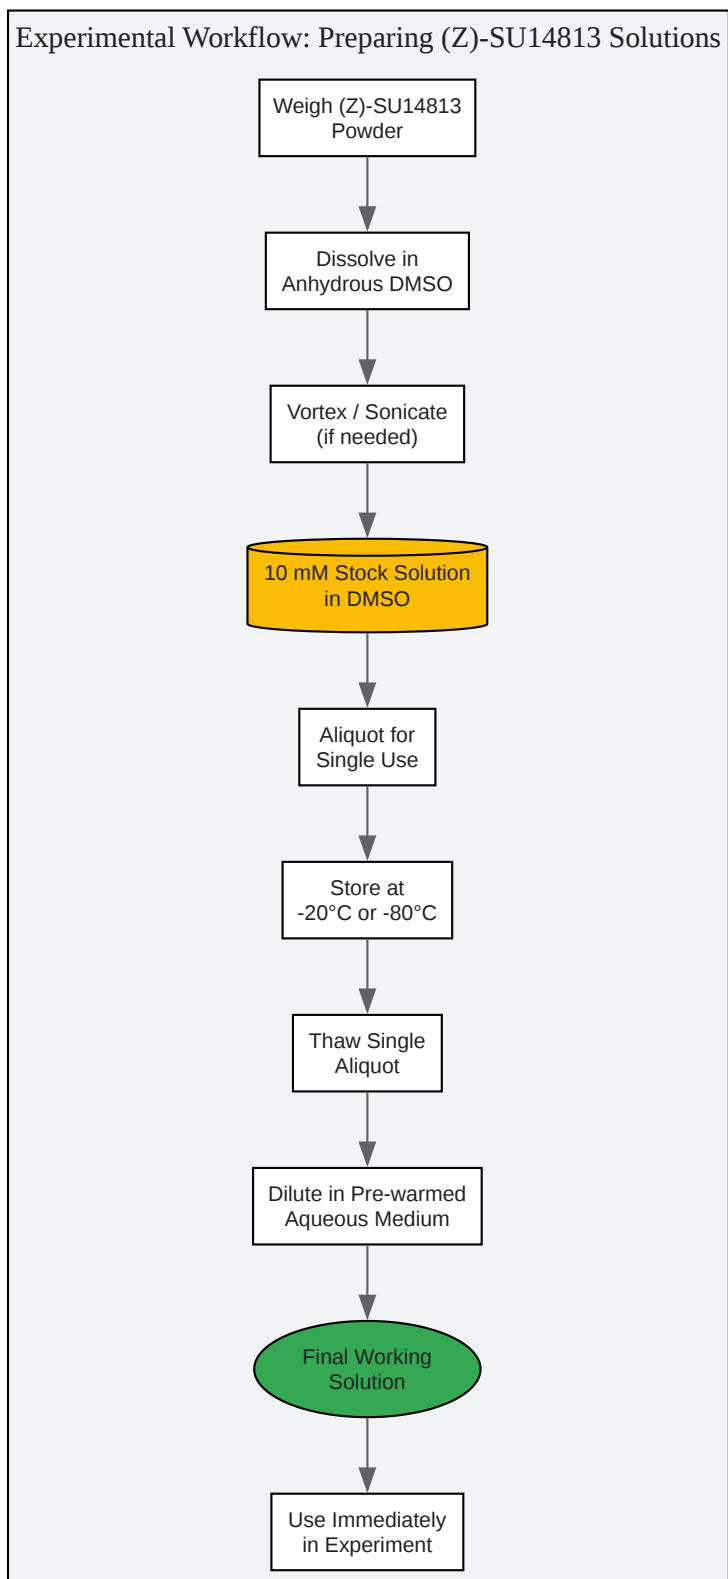 Experimental Workflow: Preparing (Z)-SU14813 Solutions
Weigh (Z)-SU14813
Powder
Dissolve in
Anhydrous DMSO
Vortex / Sonicate
(if needed)
10 mM Stock Solution
in DMSO
Aliquot for
Single Use
Store at
-20°C or -80°C
Thaw Single
Aliquot
Dilute in Pre-warmed
Aqueous Medium
Final Working
Solution
Use Immediately
in Experiment